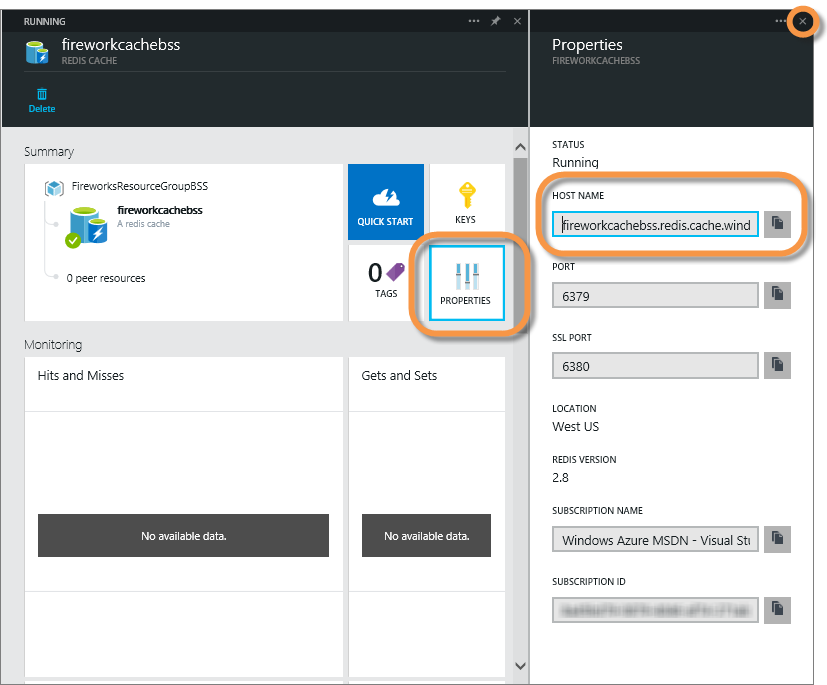 RUNNING
fireworkcachebss
REDIS CACHE
Delete
Summary
FireworksResourceGroupBSS
fireworkcachebss
A redis cache
0 peer resources
QUICK START
KEYS
0
TAGS
PROPERTIES
Monitoring
Hits and Misses
No available data.
Gets and Sets
No available data.
Properties
FIREWORKCACHEBSS
STATUS
Running
HOST NAME
fireworkcachebss.redis.cache.wind
PORT
6379
SSL PORT
6380
LOCATION
West US
REDIS VERSION
2.8
SUBSCRIPTION NAME
Windows Azure MSDN - Visual Stu
SUBSCRIPTION ID